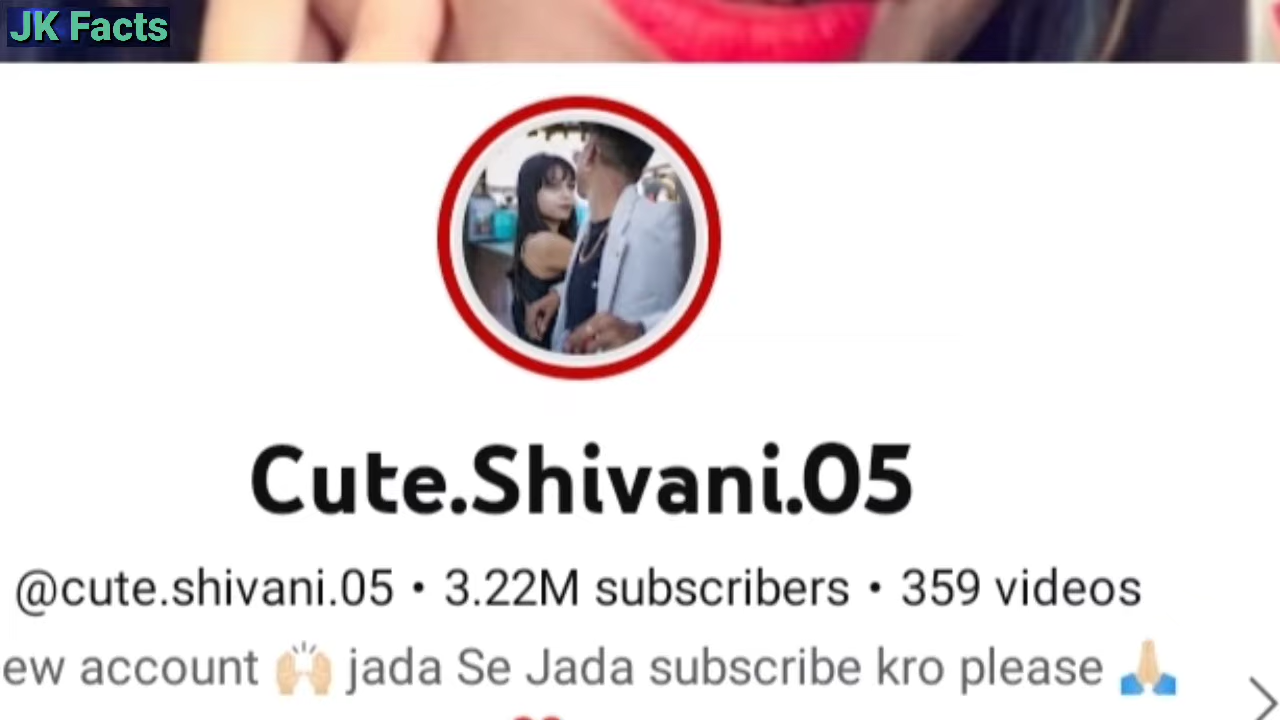 JK Facts
Cute.Shivani.05
@cute.shivani.05 • 3.22M subscribers • 359 videos
ew account 🙌🏻 jada Se Jada subscribe kro please 🙏🏻